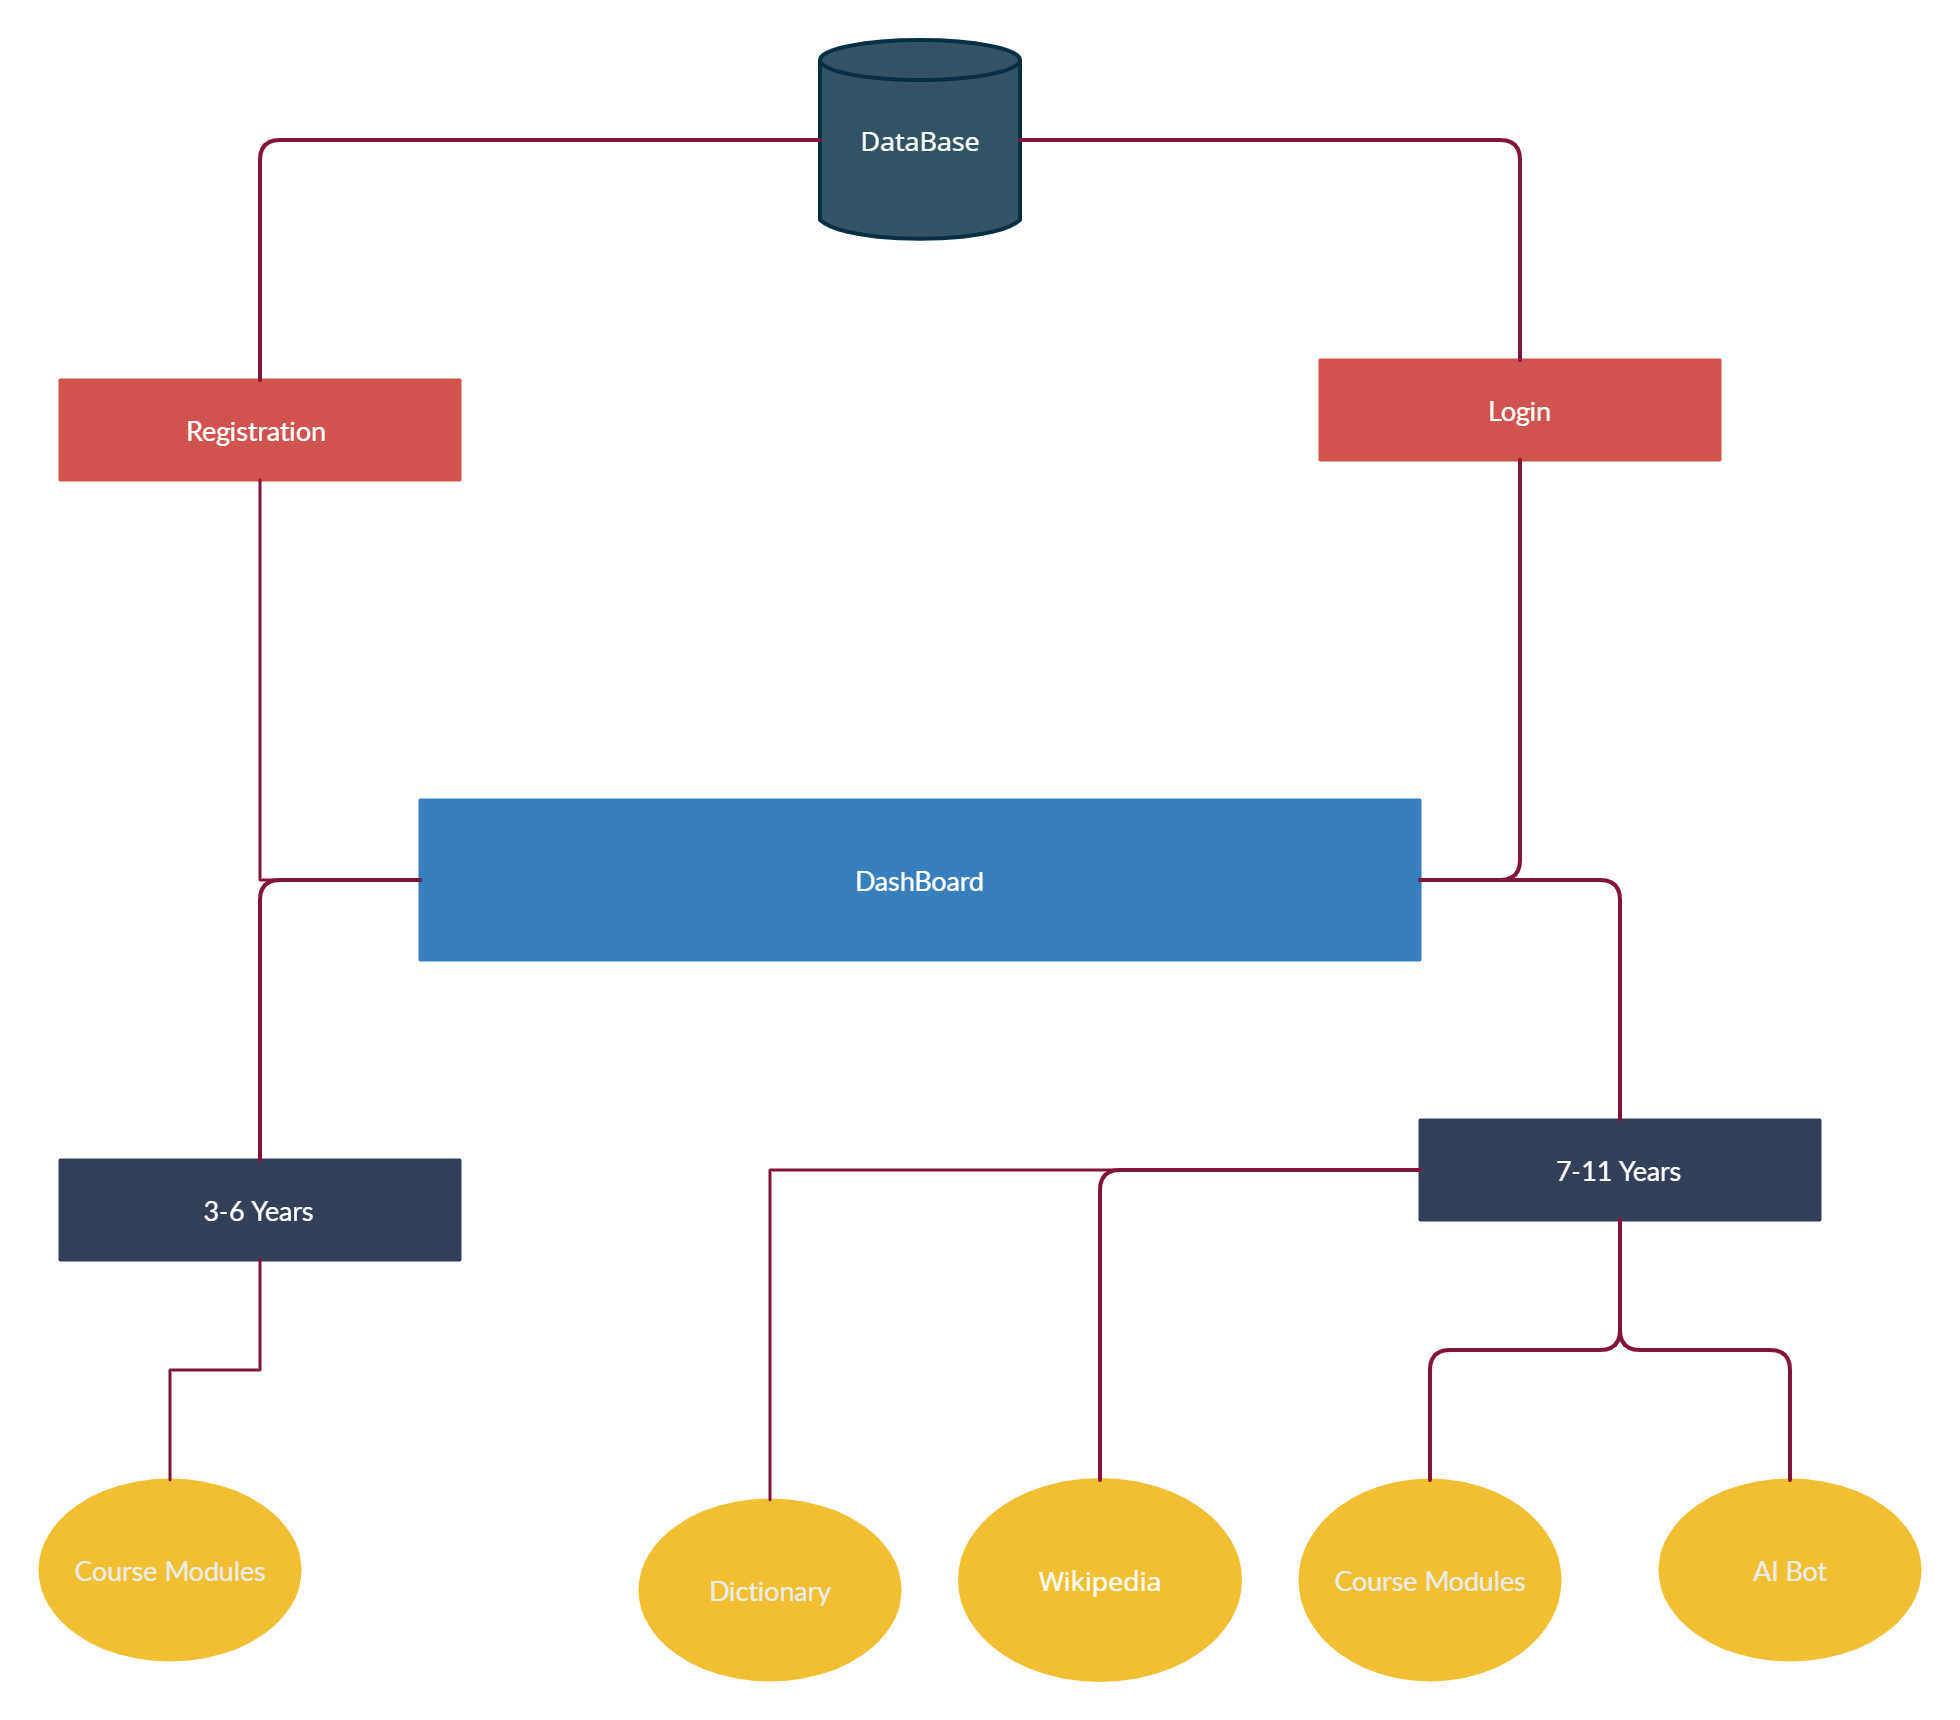 DataBase
Registration
Login
DashBoard
3-6 Years
7-11 Years
Course Modules
Dictionary
Wikipedia
Course Modules
AI Bot